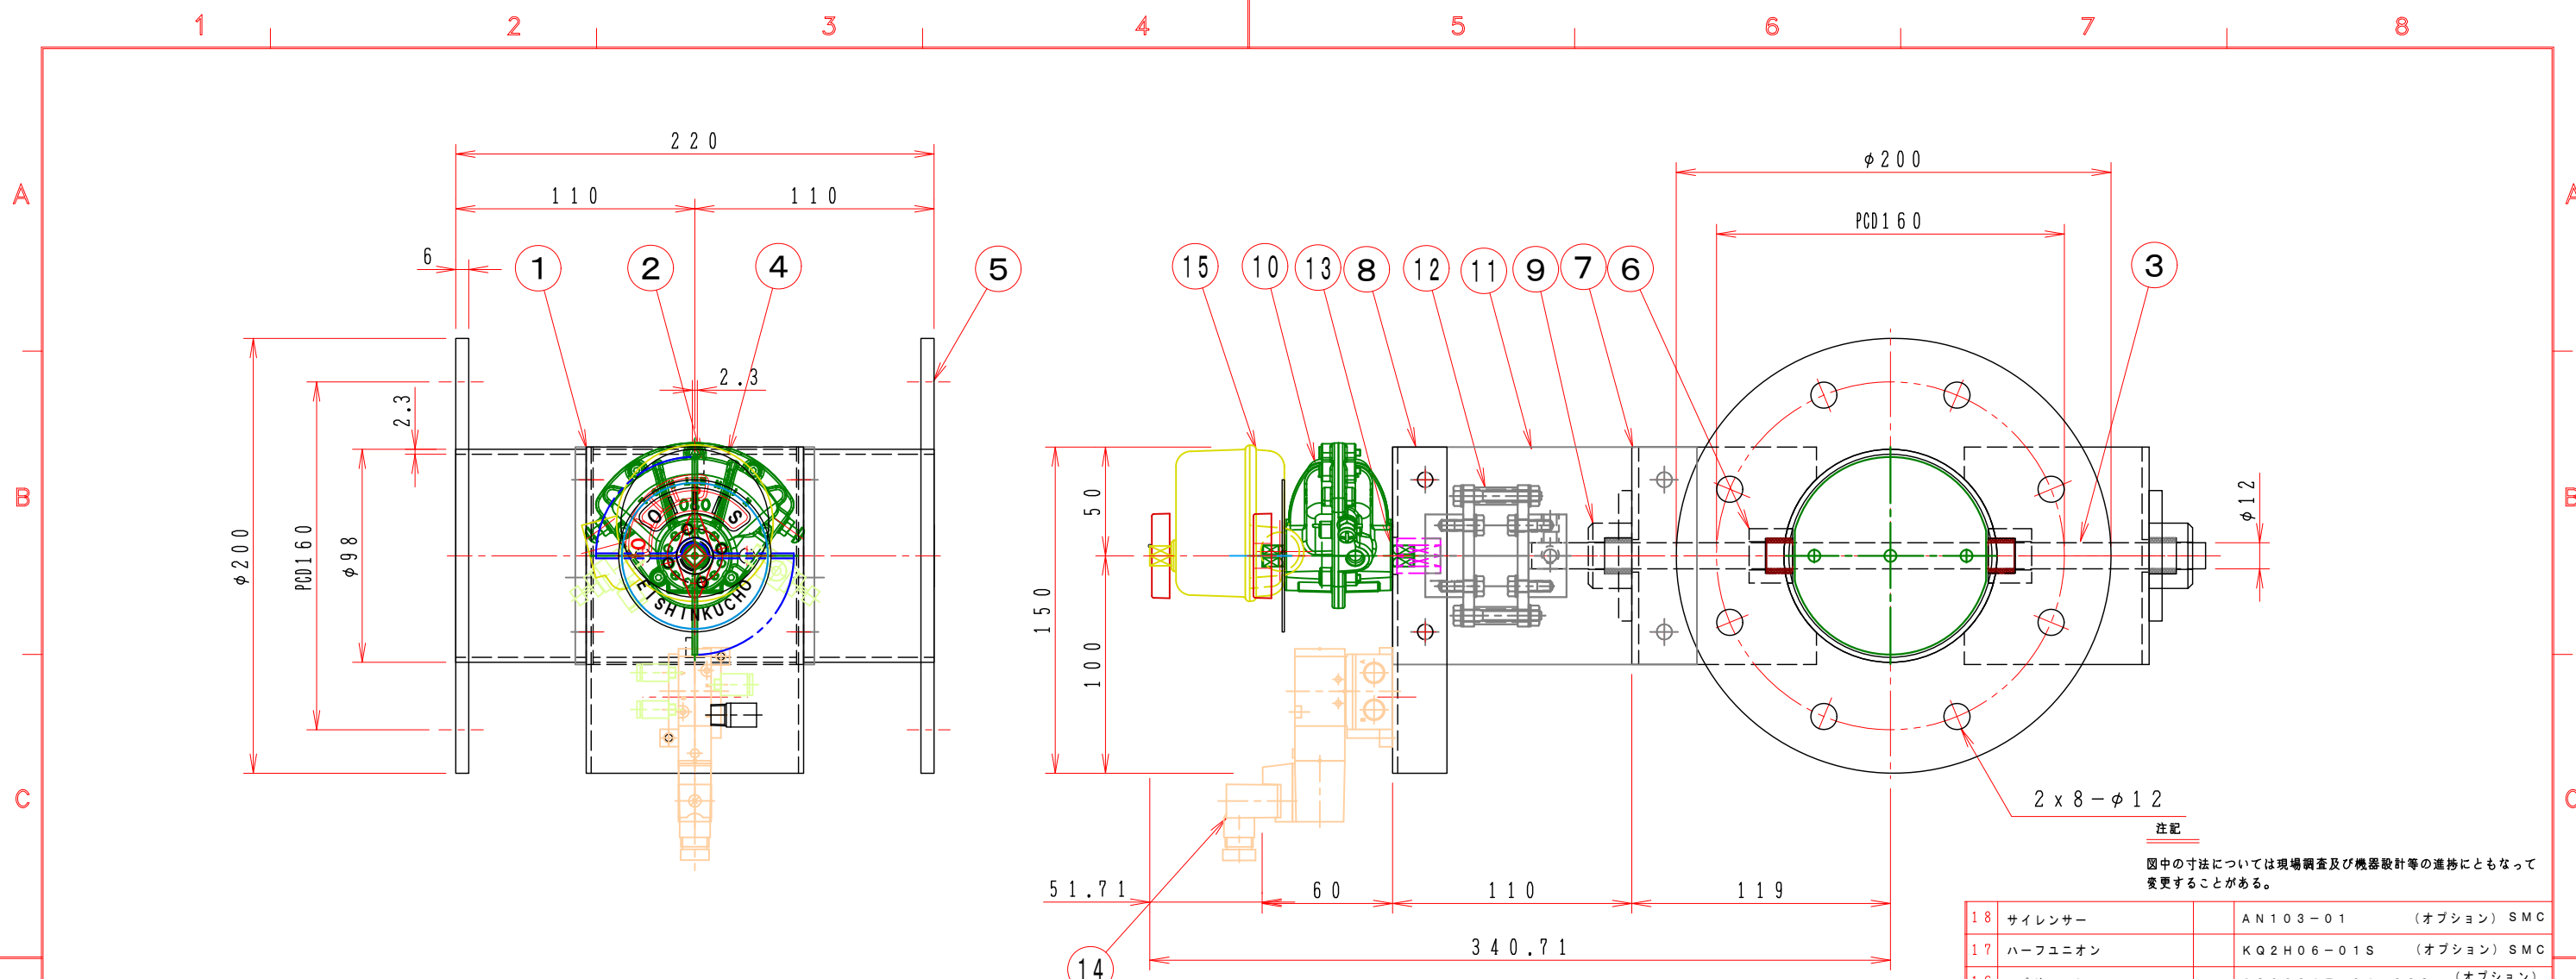 1 2 3 4 5 6 7 8
A A
B B
C C
220
110 110
6
1 2 4 5
φ200
PCD160
φ98
2.3
2.3
O S
EISHINKUCHO
φ200
PCD160
15 10 13 8 12 11 9 7 6 3
50
150
100
φ12
2x8-φ12
注記
図中の寸法については現場調査及び機器設計等の進捗にともなって
変更することがある。
51.71 60 110 119
340.71
14
18 サイレンサー AN103-01 (オプション) SMC
17 ハーフユニオン KQ2H06-01S (オプション) SMC
(オプション)